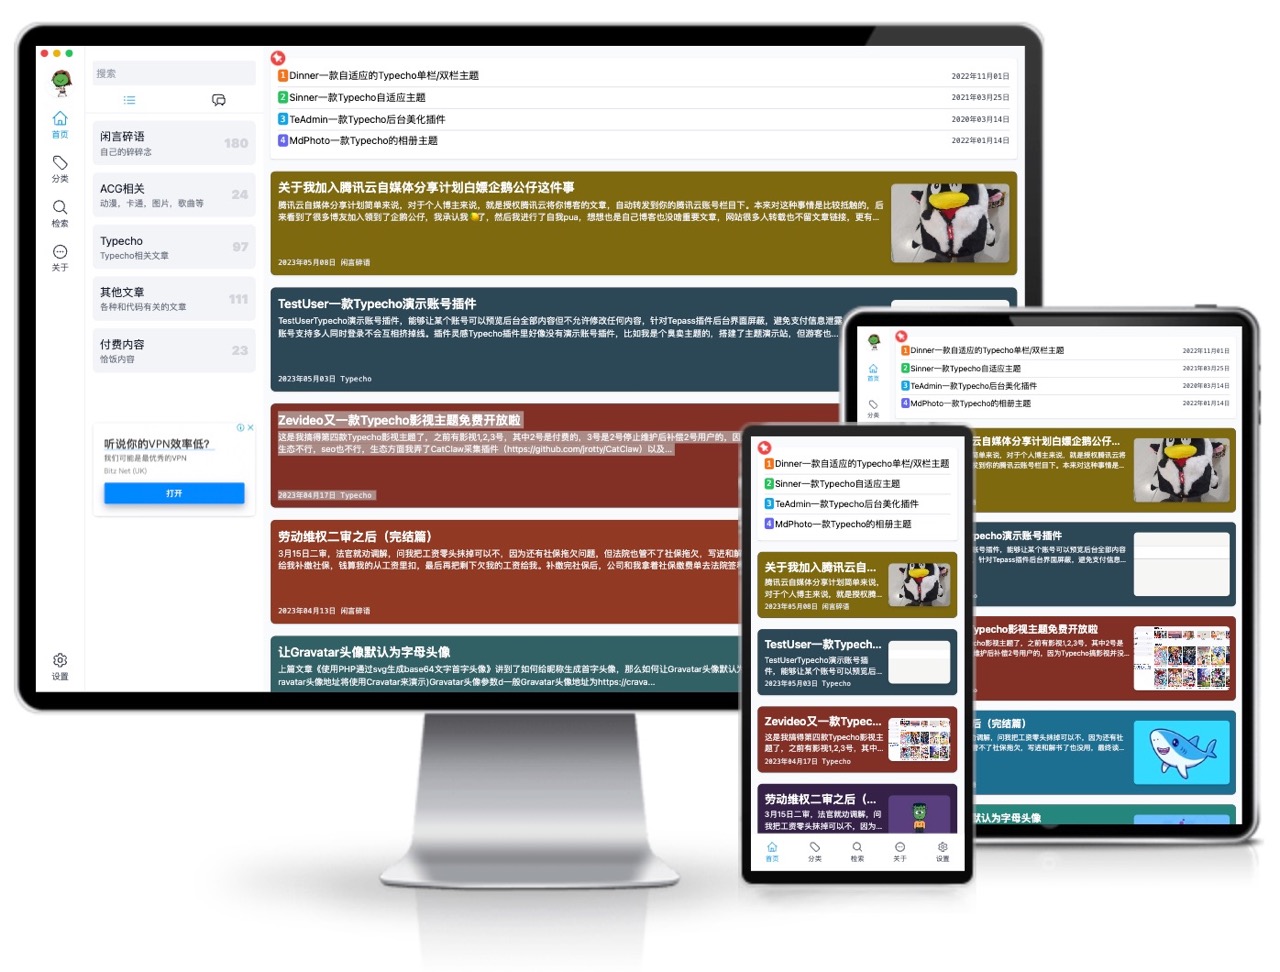 搜索
首页
分类
检索
关于
设置
闲言碎语
自己的碎碎念
180
ACG相关
动漫，卡通，图片，歌曲等
24
Typecho
Typecho相关文章
97
其他文章
各种和代码有关的文章
111
付费内容
恰饭内容
23
听说你的VPN效率低?
我们可能是最优秀的VPN
Bitz Net (UK)
打开
1 Dinner一款自适应的Typecho单栏/双栏主题 2022年11月01日
2 Sinner一款Typecho自适应主题 2021年03月25日
3 TeAdmin一款Typecho后台美化插件 2020年03月14日
4 MdPhoto一款Typecho的相册主题 2022年01月14日
关于我加入腾讯云自媒体分享计划白嫖企鹅公仔这件事
腾讯云自媒体分享计划简单来说，对于个人博主来说，就是授权腾讯云将你博客的文章，自动转发到你的腾讯云账号栏目下。本来对这种事情是比较抵触的，后
来看到了很多博友加入领到了企鹅公仔，我承认我 了，然后我进行了自我pua，想想也是自己博客也没啥重要文章，网站很多人转载也不留文章链接，更有...
2023年05月08日 闲言碎语
TestUser一款Typecho演示账号插件
TestUserTypecho演示账号插件，能够让某个账号可以预览后台全部内容但不允许修改任何内容，针对Tepass插件后台界面屏蔽，避免支付信息泄露
账号支持多人同时登录不会互相挤掉线。插件灵感Typecho插件里好像没有演示账号插件，比如我是个臭卖主题的，搭建了主题演示站，但游客也...
2023年05月03日 Typecho
Zevideo又一款Typecho影视主题免费开放啦
这是我搞得第四款Typecho影视主题了，之前有影视1,2,3号，其中2号是付费的，3号是2号停止维护后补偿2号用户的，因
生态不行，seo也不行，生态方面我弄了CatClaw采集插件（https://github.com/jrotty/CatClaw）以及...
2023年04月17日 Typecho
劳动维权二审之后（完结篇）
3月15日二审，法官就劝调解，问我把工资零头抹掉可以不，因为还有社保拖欠问题，但法院也管不了社保拖欠，写进和解
给我补缴社保，钱算我的从工资里扣，最后再把剩下欠我的工资给我。补缴完社保后，公司和我拿着社保缴费单去法院签
2023年04月13日 闲言碎语
让Gravatar头像默认为字母头像
上篇文章《使用PHP通过svg生成base64文字首字头像》讲到了如何给昵称生成首字头像，那么如何让Gravatar头像默认为
ravatar头像地址将使用Cravatar来演示)Gravatar头像参数d一般Gravatar头像地址为https://crava...
首页
分类
1 Dinner一款自适应的Typecho单栏/双栏主题 2022年11月01日
2 Sinner一款Typecho自适应主题 2021年03月25日
3 TeAdmin一款Typecho后台美化插件 2020年03月14日
4 MdPhoto一款Typecho的相册主题 2022年01月14日
云自媒体分享计划白嫖企鹅公仔...
简单来说，对于个人博主来说，就是授权腾讯云将
发到你的腾讯云账号栏目下。本来对这种事情是...
pecho演示账号插件
账号插件，能够让某个账号可以预览后台全部内容
，针对Tepass插件后台界面屏蔽，避免支付信息...
Typecho影视主题免费开放啦
cho影视主题了，之前有影视1,2,3号，其中2号是
维护后补偿2号用户的，因为Typecho搞影视并没...
后（完结篇）
劝调解，问我把工资零头抹掉可以不，因为还有社
管不了社保拖欠，写进和解书了也没用，最终谈...
默认为字母头像
1 Dinner一款自适应的Typecho单栏/双栏主题
2 Sinner一款Typecho自适应主题
3 TeAdmin一款Typecho后台美化插件
4 MdPhoto一款Typecho的相册主题
关于我加入腾讯云自...
腾讯云自媒体分享计划简单来说，
对于个人博主来说，就是授权腾...
2023年05月08日 闲言碎语
TestUser一款Typech...
TestUserTypecho演示账号插
件，能够让某个账号可以预览后...
2023年05月03日 Typecho
Zevideo又一款Typec...
这是我搞得第四款Typecho影视主
题了，之前有影视1,2,3号，其中...
2023年04月17日 Typecho
劳动维权二审之后（...
3月15日二审，法官就劝调解，问
我把工资零头抹掉可以不，因为...
首页
分类
检索
关于
设置